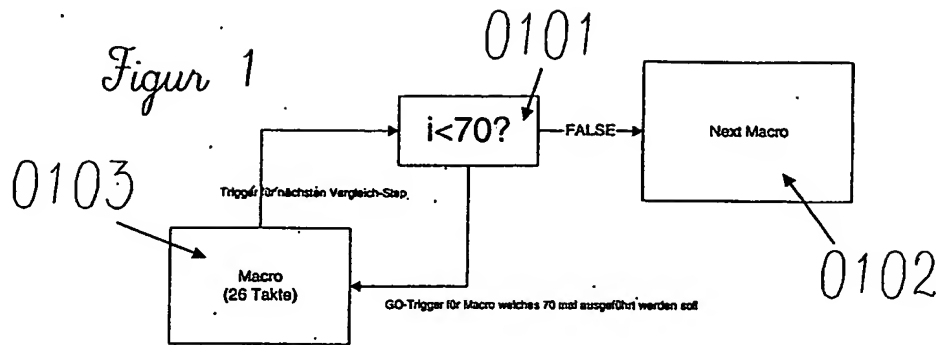 Figur 1
0101
i<70?
FALSE
Next Macro
0103
Trigger für nächsten Vergleich-Step
Macro
(26 Takte)
0102
GO-Trigger für Macro welches 70 mal ausgeführt werden soll